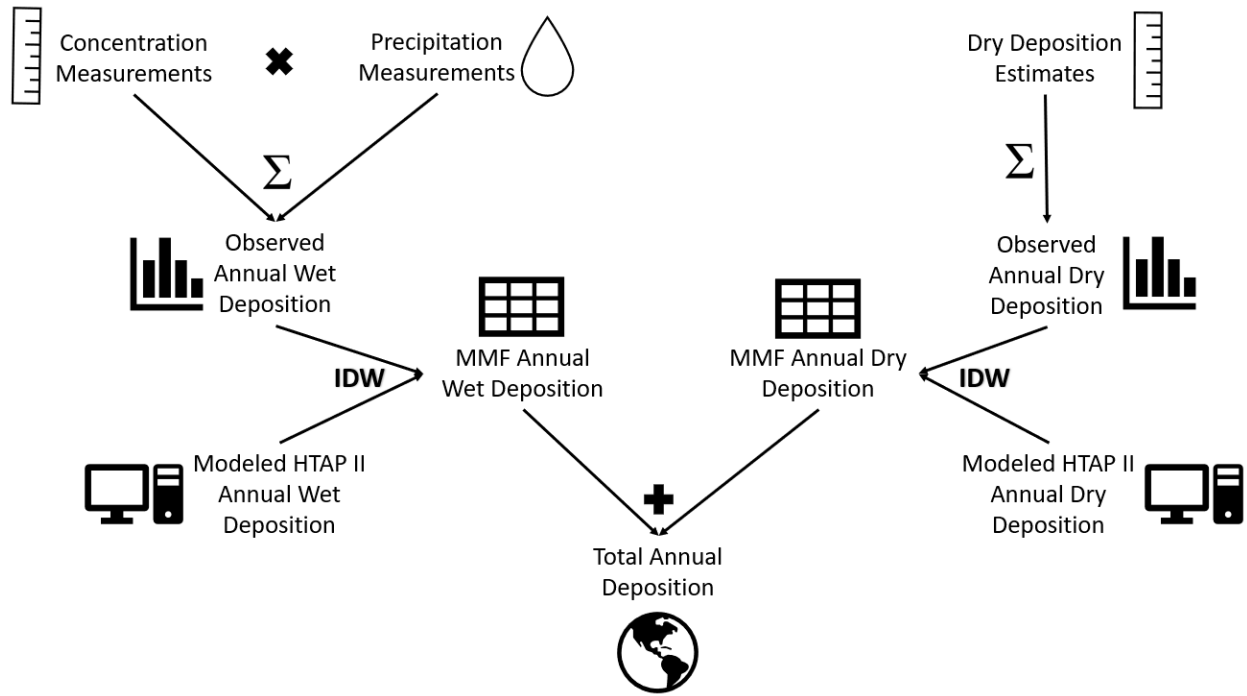 Concentration
Measurements
✖
Precipitation
Measurements
Dry Deposition
Estimates
Σ
Σ
Observed
Annual Wet
Deposition
Observed
Annual Dry
Deposition
MMF Annual
Wet Deposition
MMF Annual Dry
Deposition
IDW
IDW
Modeled HTAP II
Annual Wet
Deposition
Modeled HTAP II
Annual Dry
Deposition
+
Total Annual
Deposition